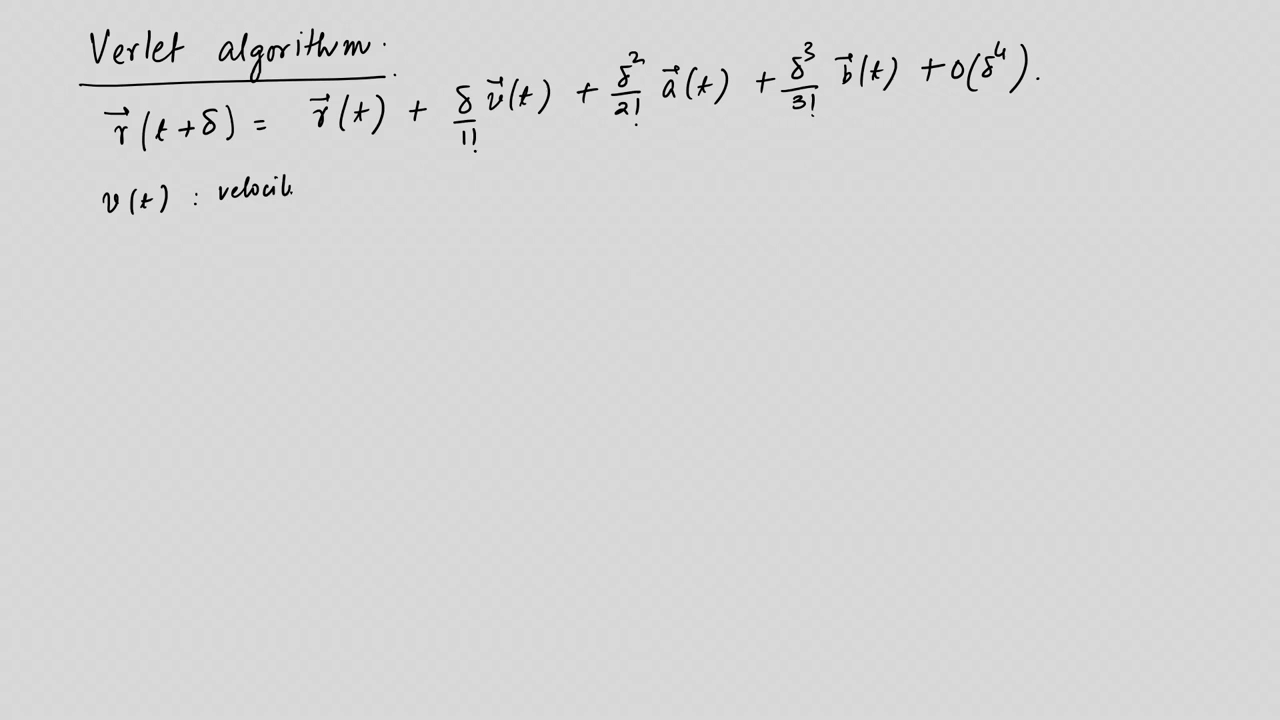 Verlet algorithm.
r⃗(t+δ) = r⃗(t) + δ/1! v⃗(t) + δ²/2! a⃗(t) + δ³/3! b⃗(t) + O(δ⁴).
v(t) : velocit